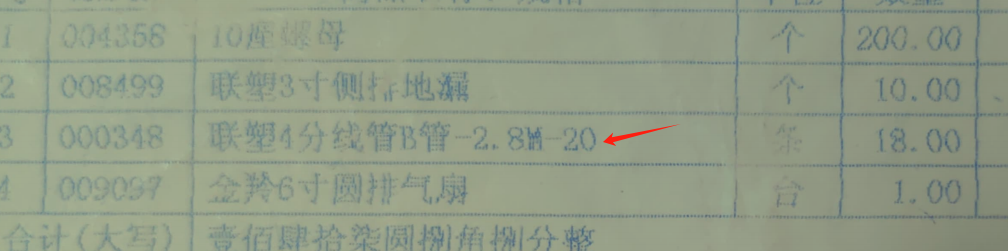 1 004358 10厘螺母 个 200.00
2 008499 联塑3寸侧排地漏 个 10.00
3 000348 联塑4分线管B管-2.8M-20 条 18.00
4 009097 金羚6寸圆排气扇 台 1.00
合计(大写) 壹佰肆拾柒圆捌角捌分整